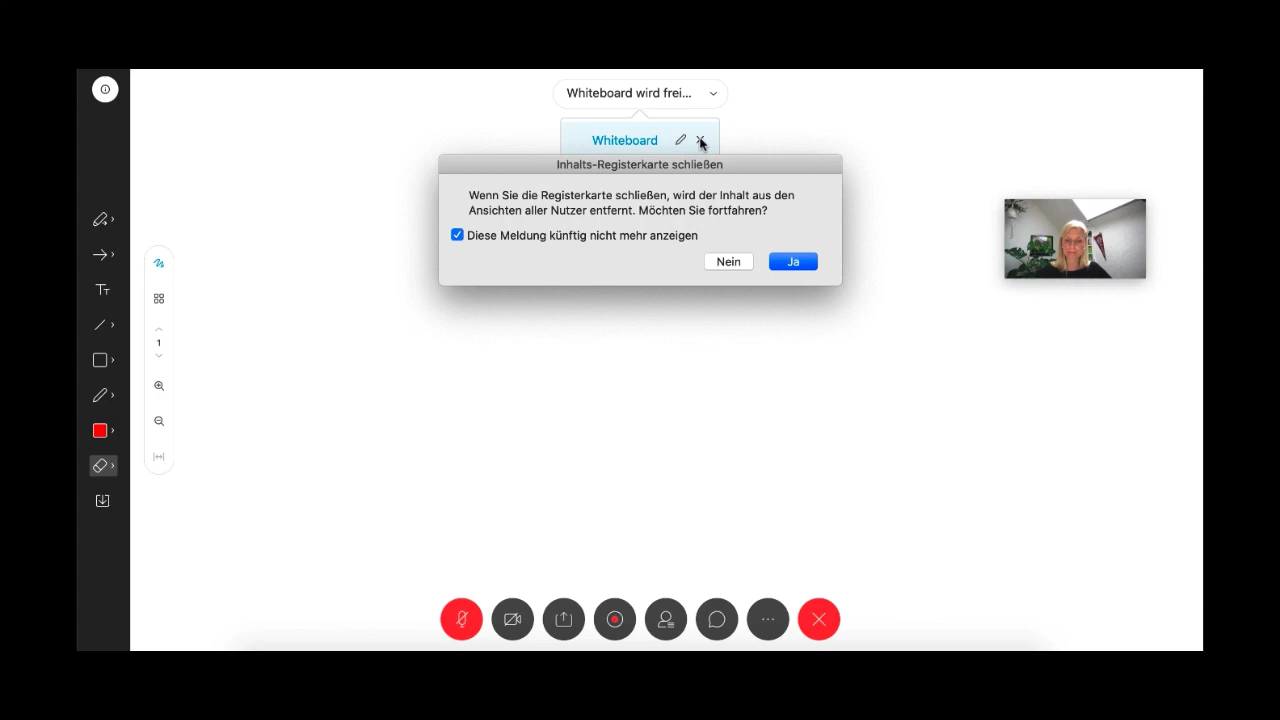 Whiteboard wird frei...
Whiteboard
Inhalts-Registerkarte schließen
Wenn Sie die Registerkarte schließen, wird der Inhalt aus den
Ansichten aller Nutzer entfernt. Möchten Sie fortfahren?
Diese Meldung künftig nicht mehr anzeigen
Nein
Ja
TT
1